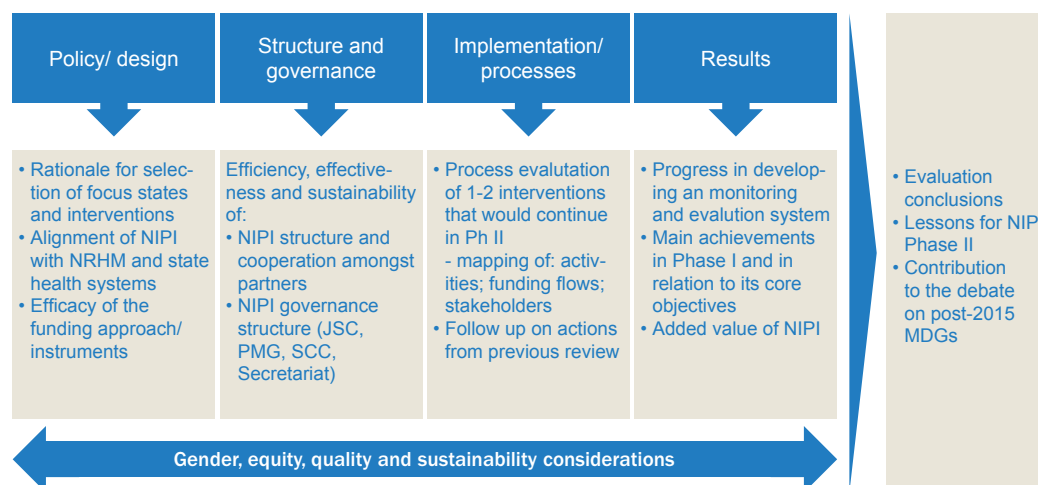 Policy/ design
Structure and
governance
Implementation/
processes
Results
• Rationale for selec-
tion of focus states
and interventions
• Alignment of NIPI
with NRHM and state
health systems
• Efficacy of the
funding approach/
instruments
Efficiency, effective-
ness and sustainability
of:
• NIPI structure and
cooperation amongst
partners
• NIPI governance
structure (JSC,
PMG, SCC,
Secretariat)
• Process evalutation
of 1-2 interventions
that would continue
in Ph II
- mapping of: activ-
ities; funding flows;
stakeholders
• Follow up on actions
from previous review
• Progress in develop-
ing an monitoring
and evalution system
• Main achievements
in Phase I and in
relation to its core
objectives
• Added value of NIPI
• Evaluation
conclusions
• Lessons for NIP
Phase II
• Contribution
to the debate
on post-2015
MDGs
Gender, equity, quality and sustainability considerations